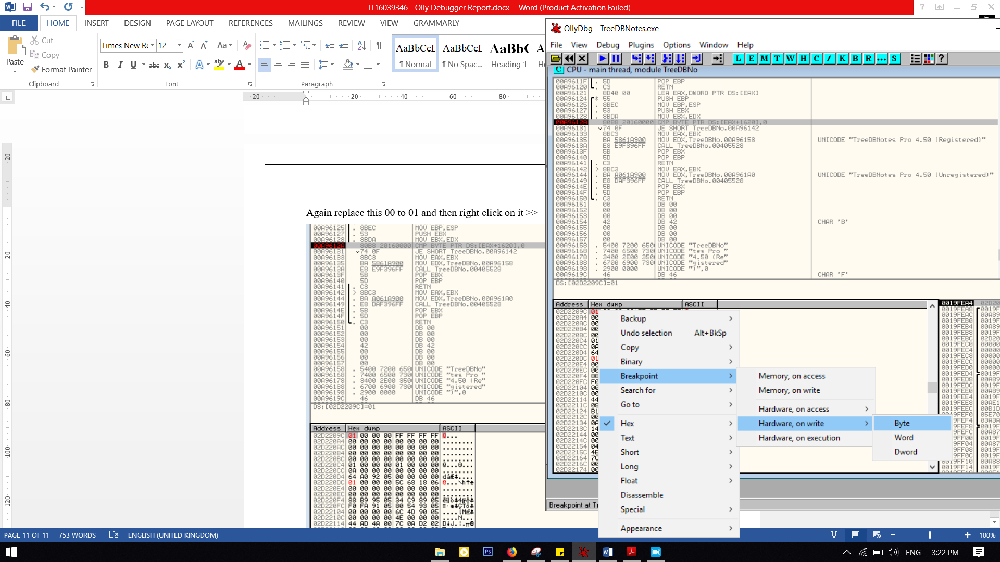 IT16039346 - Olly Debugger Report.docx - Word (Product Activation Failed)
FILE HOME INSERT DESIGN PAGE LAYOUT REFERENCES MAILINGS REVIEW VIEW GRAMMARLY
Paste
Cut
Copy
Format Painter
Times New Ro 12
AaBbCcI AaBbCcI AaBbC
¶ Normal ¶ No Spac... Heading 1
Clipboard Font Paragraph
20 20 40 60 80
Again replace this 00 to 01 and then right click on it >>
00A96125 . 8BEC MOV EBP,ESP
00A96127 . 53 PUSH EBX
00A96128 . 8BDA MOV EBX,EDX
00A9612A 80B8 20160000 CMP BYTE PTR DS:[EAX+1620],0
00A96131 74 0F JE SHORT TreeDBNo.00A96142
00A96133 8BC3 MOV EAX,EBX
00A96135 BA 5861A900 MOV EDX,TreeDBNo.00A96158
00A9613A E8 E9F396FF CALL TreeDBNo.00405528
00A9613F 5B POP EBX
00A96140 5D POP EBP
00A96141 . C3 RETN
00A96142 > 8BC3 MOV EAX,EBX
00A96144 . BA A061A900 MOV EDX,TreeDBNo.00A961A0
00A96149 . E8 DAF396FF CALL TreeDBNo.00405528
00A9614E . 5B POP EBX
00A9614F . 5D POP EBP
00A96150 . C3 RETN
00A96151 00 DB 00
00A96152 00 DB 00
00A96153 00 DB 00
00A96154 42 DB 42
00A96155 00 DB 00
00A96156 00 DB 00
00A96157 00 DB 00
00A96158 . 5400 7200 650 UNICODE "TreeDBNo"
00A96168 . 7400 6500 730 UNICODE "tes Pro "
00A96178 . 3400 2E00 350 UNICODE "4.50 (Re"
00A96188 . 6700 6900 730 UNICODE "gistered"
00A96198 . 2900 0000 UNICODE ")",0
00A9619C 46 DB 46
DS:[02D2209C]=01
Address Hex dump ASCII
02D2209C 01 00 00 00 FF FF FF FF
02D220A4 00 00 00 00 00 00 00 00 ........
02D220AC 00 00 00 00 00 00 00 00 ........
02D220B4 00 00 00 00 00 00 00 00 ........
02D220BC 00 00 00 00 00 00 00 00 ........
02D220C4 01 00 00 00 01 00 00 00
02D220CC 0A 00 00 00 00 00 00 00 ........
02D220D4 64 A0 92 05 00 00 00 00
02D220DC 01 00 00 00 5C 68 18 06
02D220E4 00 00 00 00 00 00 00 00 ........
02D220EC 00 00 00 00 00 00 00 00 ........
02D220F4 88 B9 95 05 34 C9 89 05
02D220FC F0 FA 91 05 80 54 93 05
02D22104 00 00 00 00 6C 4D 90 05
02D2210C 00 00 00 00 4E 00 00 00 ....N...
02D22114 44 AD 4A 00 7C 0A D2 02
OllyDbg - TreeDBNotes.exe
File View Debug Plugins Options Window Help
L E M T W H C / K B R ... S ?
C CPU - main thread, module TreeDBNo
00A9611F . 5D POP EBP
00A96120 . C3 RETN
00A96121 8D40 00 LEA EAX,DWORD PTR DS:[EAX]
00A96124 $ 55 PUSH EBP
00A96125 . 8BEC MOV EBP,ESP
00A96127 . 53 PUSH EBX
00A96128 . 8BDA MOV EBX,EDX
00A9612A 80B8 20160000 CMP BYTE PTR DS:[EAX+1620],0
00A96131 74 0F JE SHORT TreeDBNo.00A96142
00A96133 8BC3 MOV EAX,EBX
00A96135 BA 5861A900 MOV EDX,TreeDBNo.00A96158 UNICODE "TreeDBNotes Pro 4.50 (Registered)"
00A9613A E8 E9F396FF CALL TreeDBNo.00405528
00A9613F 5B POP EBX
00A96140 5D POP EBP
00A96141 . C3 RETN
00A96142 > 8BC3 MOV EAX,EBX
00A96144 . BA A061A900 MOV EDX,TreeDBNo.00A961A0 UNICODE "TreeDBNotes Pro 4.50 (Unregistered)"
00A96149 . E8 DAF396FF CALL TreeDBNo.00405528
00A9614E . 5B POP EBX
00A9614F . 5D POP EBP
00A96150 . C3 RETN
00A96151 00 DB 00
00A96152 00 DB 00
00A96153 00 DB 00
00A96154 42 DB 42 CHAR 'B'
00A96155 00 DB 00
00A96156 00 DB 00
00A96157 00 DB 00
00A96158 . 5400 7200 650 UNICODE "TreeDBNo"
00A96168 . 7400 6500 730 UNICODE "tes Pro "
00A96178 . 3400 2E00 350 UNICODE "4.50 (Re"
00A96188 . 6700 6900 730 UNICODE "gistered"
00A96198 . 2900 0000 UNICODE ")",0
00A9619C 46 DB 46 CHAR 'F'
DS:[02D2209C]=01
Address Hex dump ASCII
Backup
Undo selection Alt+BkSp
Copy
Binary
Breakpoint
Search for
Go to
Hex
Text
Short
Long
Float
Disassemble
Special
Appearance
Memory, on access
Memory, on write
Hardware, on access
Hardware, on write
Hardware, on execution
Byte
Word
Dword
Breakpoint at Tr
PAGE 11 OF 11 753 WORDS ENGLISH (UNITED KINGDOM) 100%
ENG 3:22 PM